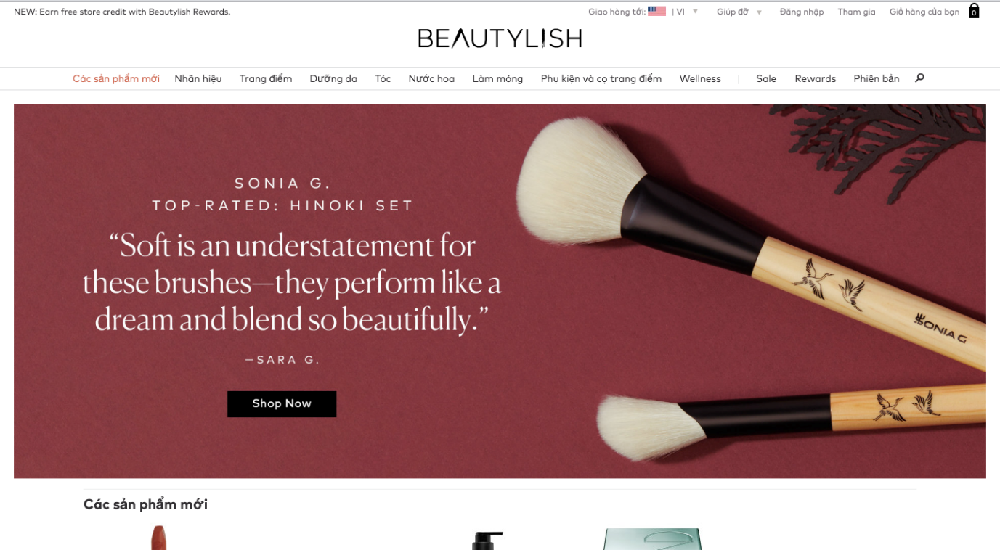 NEW: Earn free store credit with Beautylish Rewards.
Giao hàng tới: | VI Giúp đỡ Đăng nhập Tham gia Giỏ hàng của bạn 0
BEAUTYLISH
Các sản phẩm mới Nhãn hiệu Trang điểm Dưỡng da Tóc Nước hoa Làm móng Phụ kiện và cọ trang điểm Wellness | Sale Rewards Phiên bản
SONIA G.
TOP-RATED: HINOKI SET
“Soft is an understatement for
these brushes—they perform like a
dream and blend so beautifully.”
—SARA G.
Shop Now
SONIA G
Các sản phẩm mới